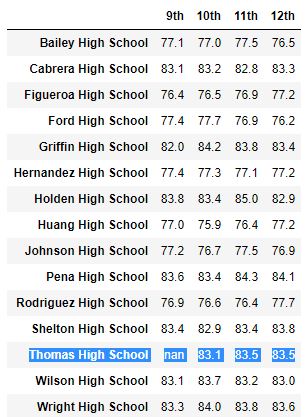 9th 10th 11th 12th
Bailey High School 77.1 77.0 77.5 76.5
Cabrera High School 83.1 83.2 82.8 83.3
Figueroa High School 76.4 76.5 76.9 77.2
Ford High School 77.4 77.7 76.9 76.2
Griffin High School 82.0 84.2 83.8 83.4
Hernandez High School 77.4 77.3 77.1 77.2
Holden High School 83.8 83.4 85.0 82.9
Huang High School 77.0 75.9 76.4 77.2
Johnson High School 77.2 76.7 77.5 76.9
Pena High School 83.6 83.4 84.3 84.1
Rodriguez High School 76.9 76.6 76.4 77.7
Shelton High School 83.4 82.9 83.4 83.8
Thomas High School nan 83.1 83.5 83.5
Wilson High School 83.1 83.7 83.2 83.0
Wright High School 83.3 84.0 83.8 83.6